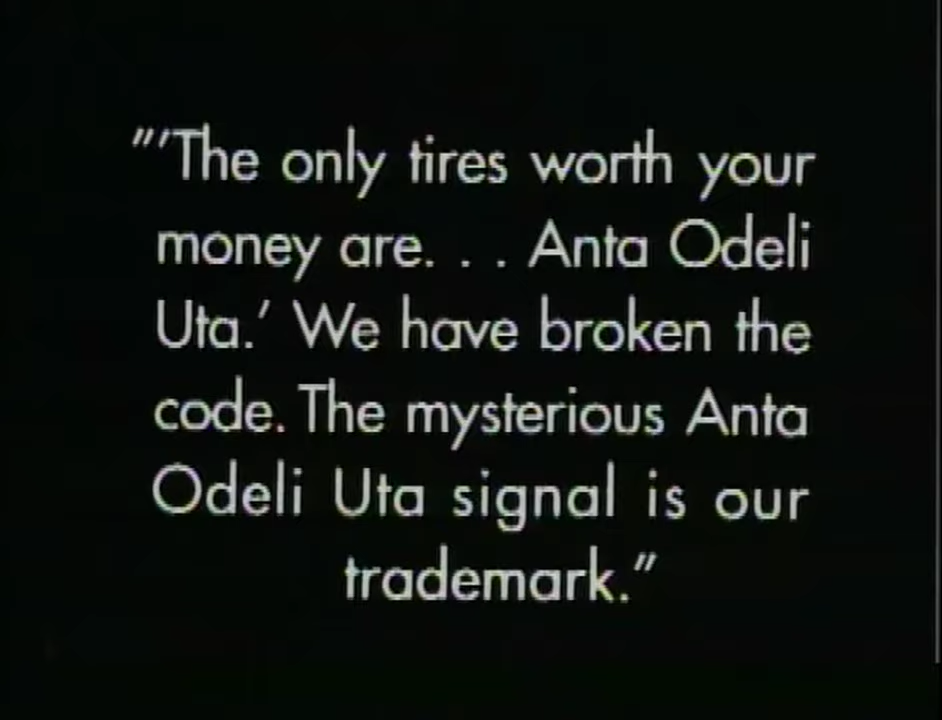 "'The only tires worth your
money are. . . Anta Odeli
Uta.' We have broken the
code. The mysterious Anta
Odeli Uta signal is our
trademark."